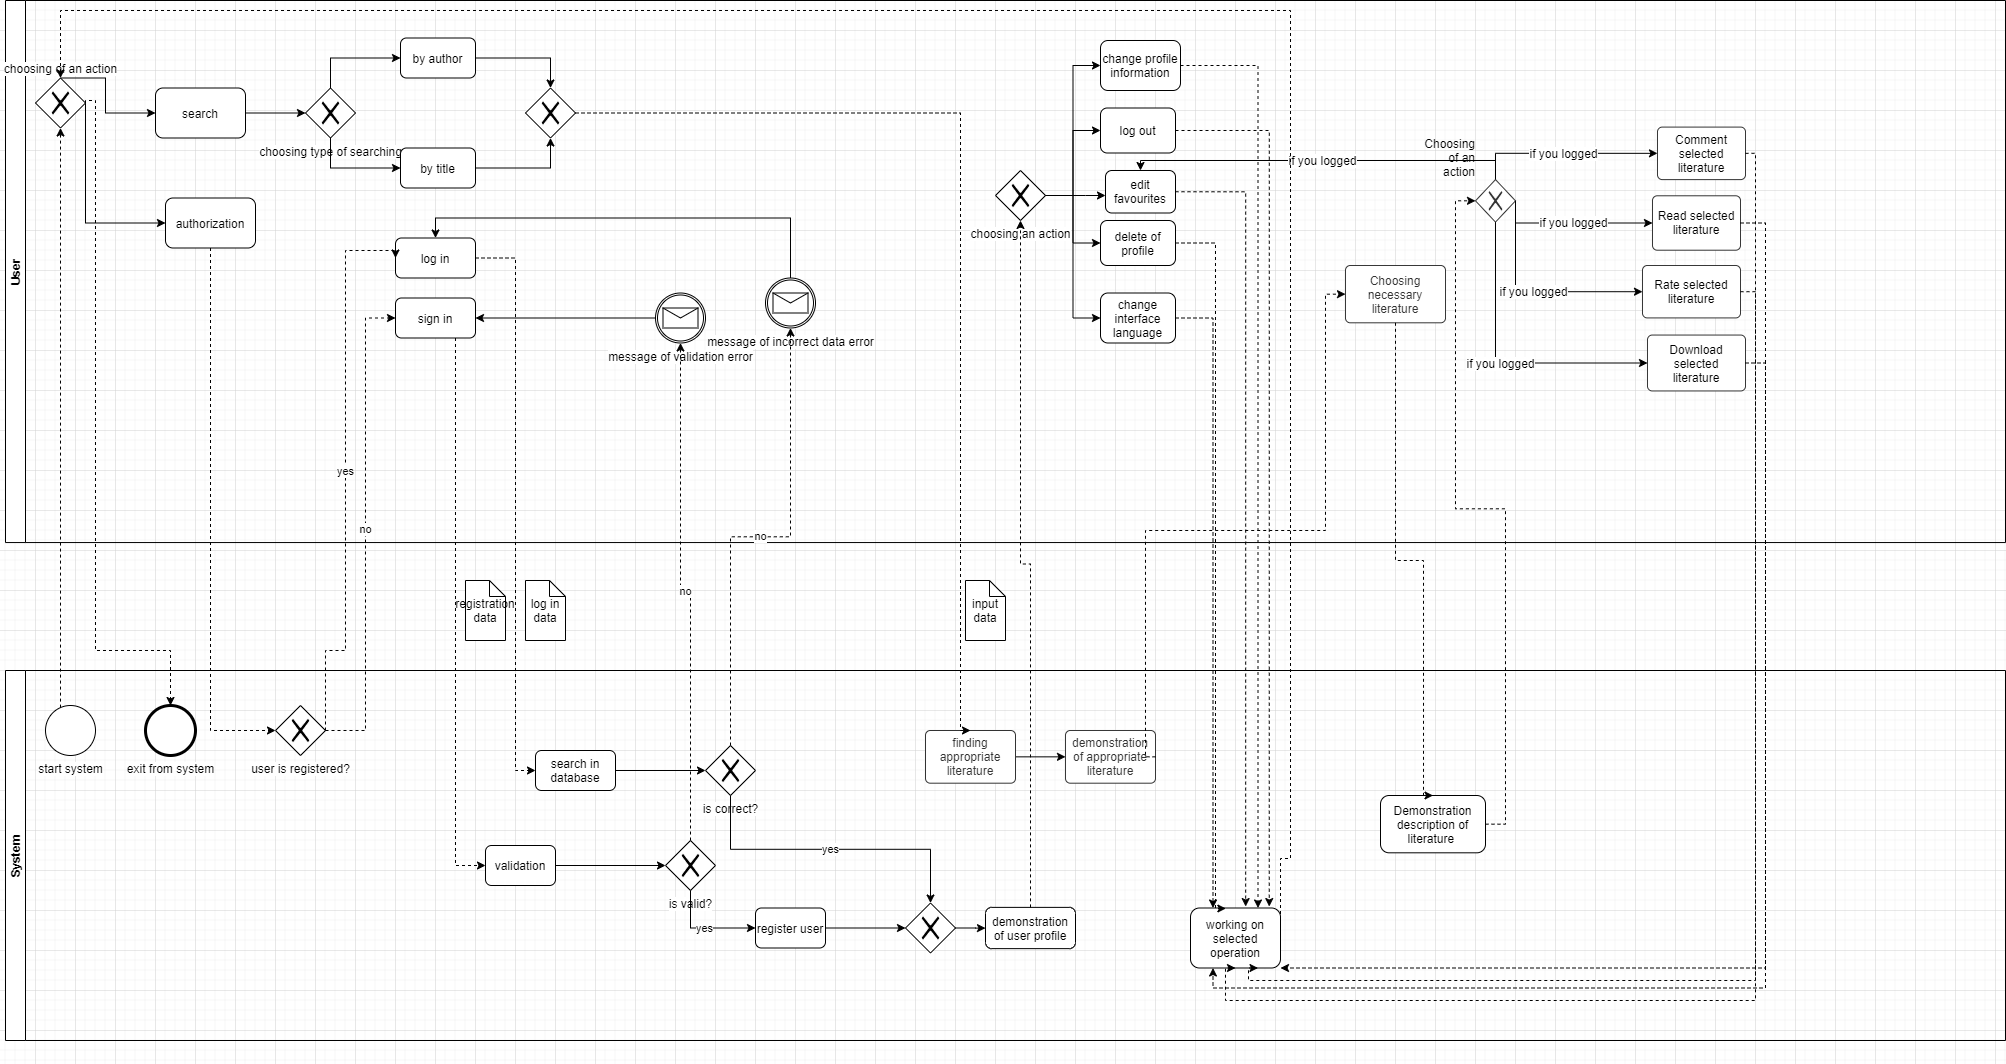 User
choosing of an action
search
choosing type of searching
by author
by title
authorization
log in
sign in
message of validation error
message of incorrect data error
yes
no
no
no
choosing an action
change profile
information
log out
edit
favourites
delete of
profile
change
interface
language
if you logged
Choosing
of an
action
if you logged
Comment
selected
literature
if you logged
Read selected
literature
if you logged
Rate selected
literature
if you logged
Download
selected
literature
Choosing
necessary
literature
registration
data
log in
data
input
data
System
start system
exit from system
user is registered?
search in
database
is correct?
yes
validation
is valid?
yes
register user
demonstration
of user profile
finding
appropriate
literature
demonstration
of appropriate
literature
Demonstration
description of
literature
working on
selected
operation